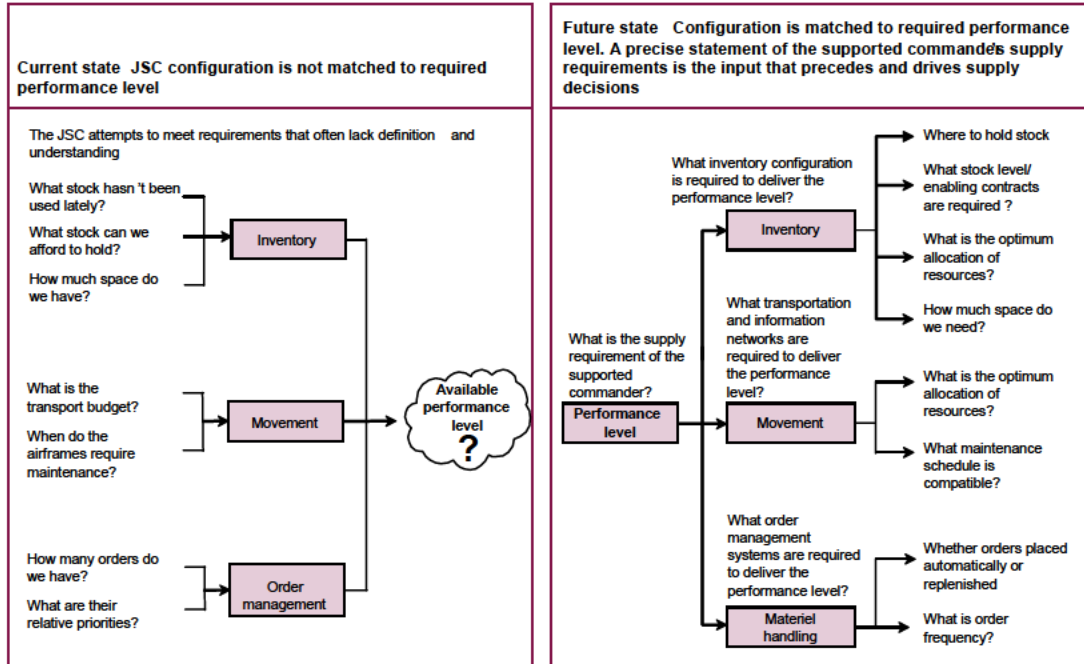 Current state JSC configuration is not matched to required
performance level
The JSC attempts to meet requirements that often lack definition and
understanding
What stock hasn't been
used lately?
What stock can we
afford to hold?
How much space do
we have?
Inventory
What is the
transport budget?
When do the
airframes require
maintenance?
Movement
How many orders do
we have?
What are their
relative priorities?
Order
management
Available
performance
level
?
Future state Configuration is matched to required performance
level. A precise statement of the supported commande's supply
requirements is the input that precedes and drives supply
decisions
What is the supply
requirement of the
supported
commander?
Performance
level
What inventory configuration
is required to deliver the
performance level?
Inventory
Where to hold stock
What stock level/
enabling contracts
are required ?
What is the optimum
allocation of
resources?
How much space do
we need?
What transportation
and information
networks are
required to deliver
the performance
level?
Movement
What is the optimum
allocation of
resources?
What maintenance
schedule is
compatible?
What order
management
systems are required
to deliver the
performance level?
Materiel
handling
Whether orders placed
automatically or
replenished
What is order
frequency?